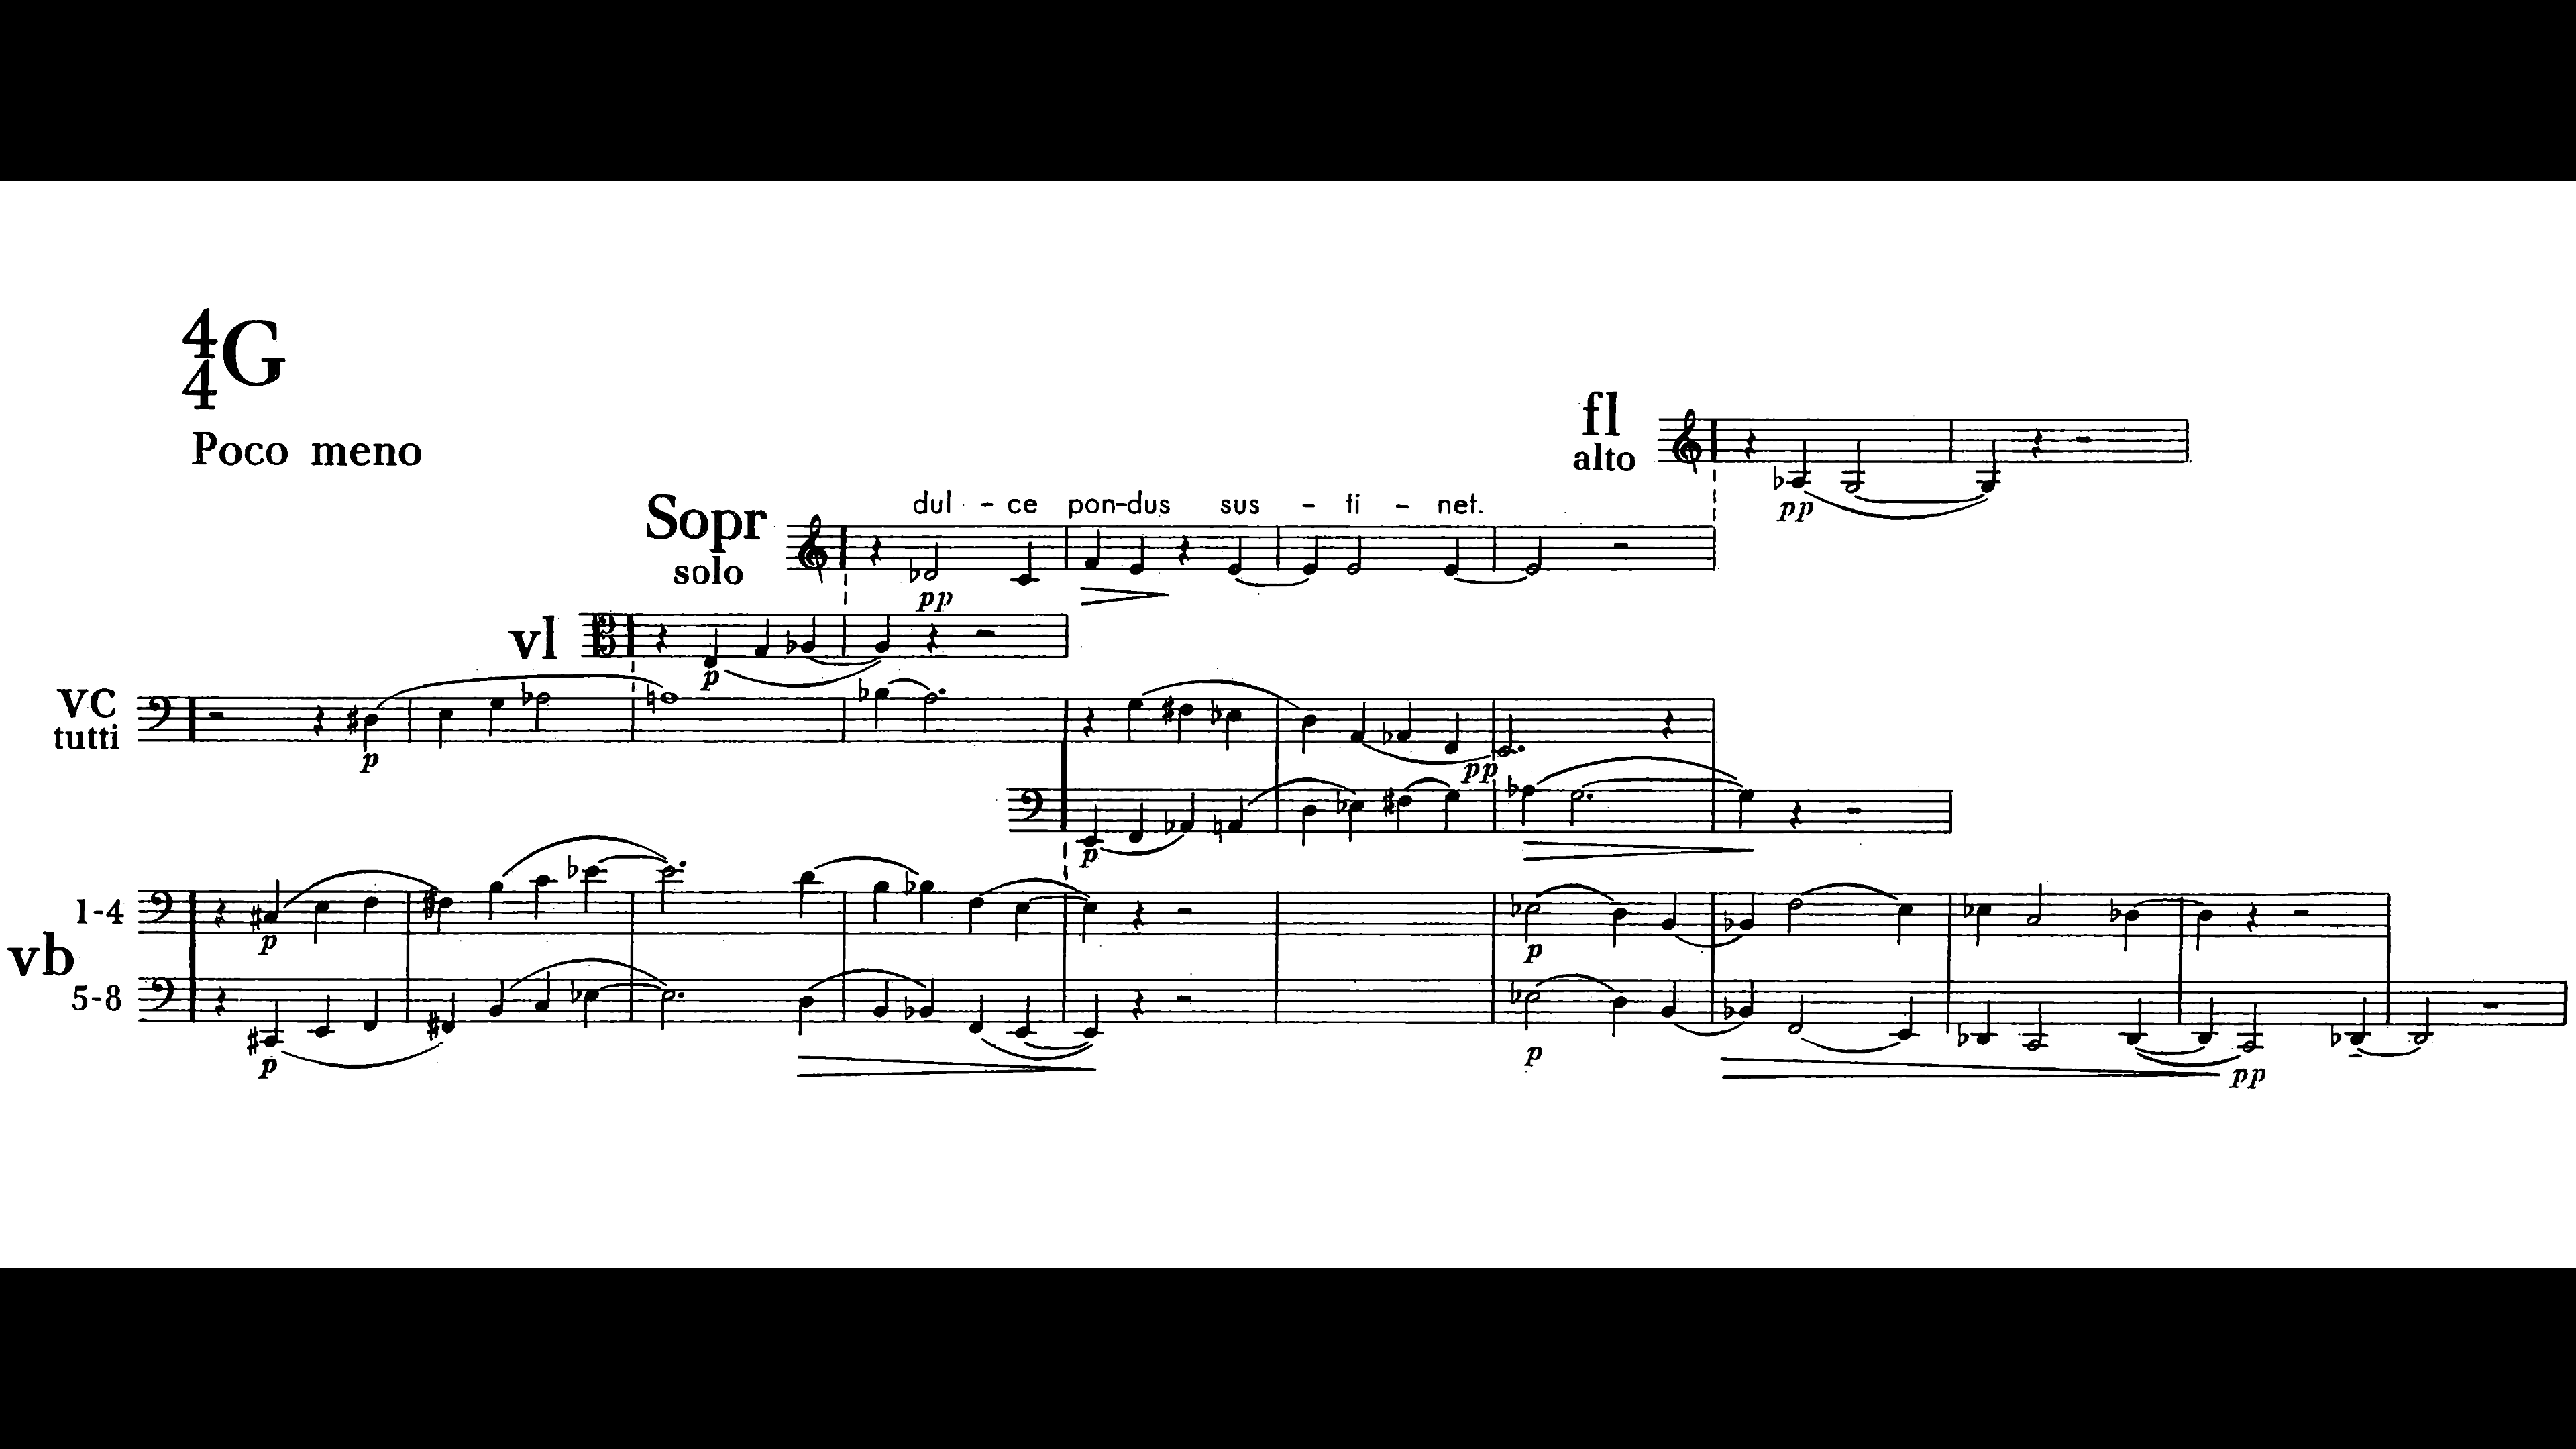 4
4
G
Poco meno
fl
alto
pp
dul - ce pon-dus sus - ti - net.
Sopr
solo
pp
vl
p
VC
tutti
p
pp
p
1-4
p
p
vb
5-8
p
p
pp